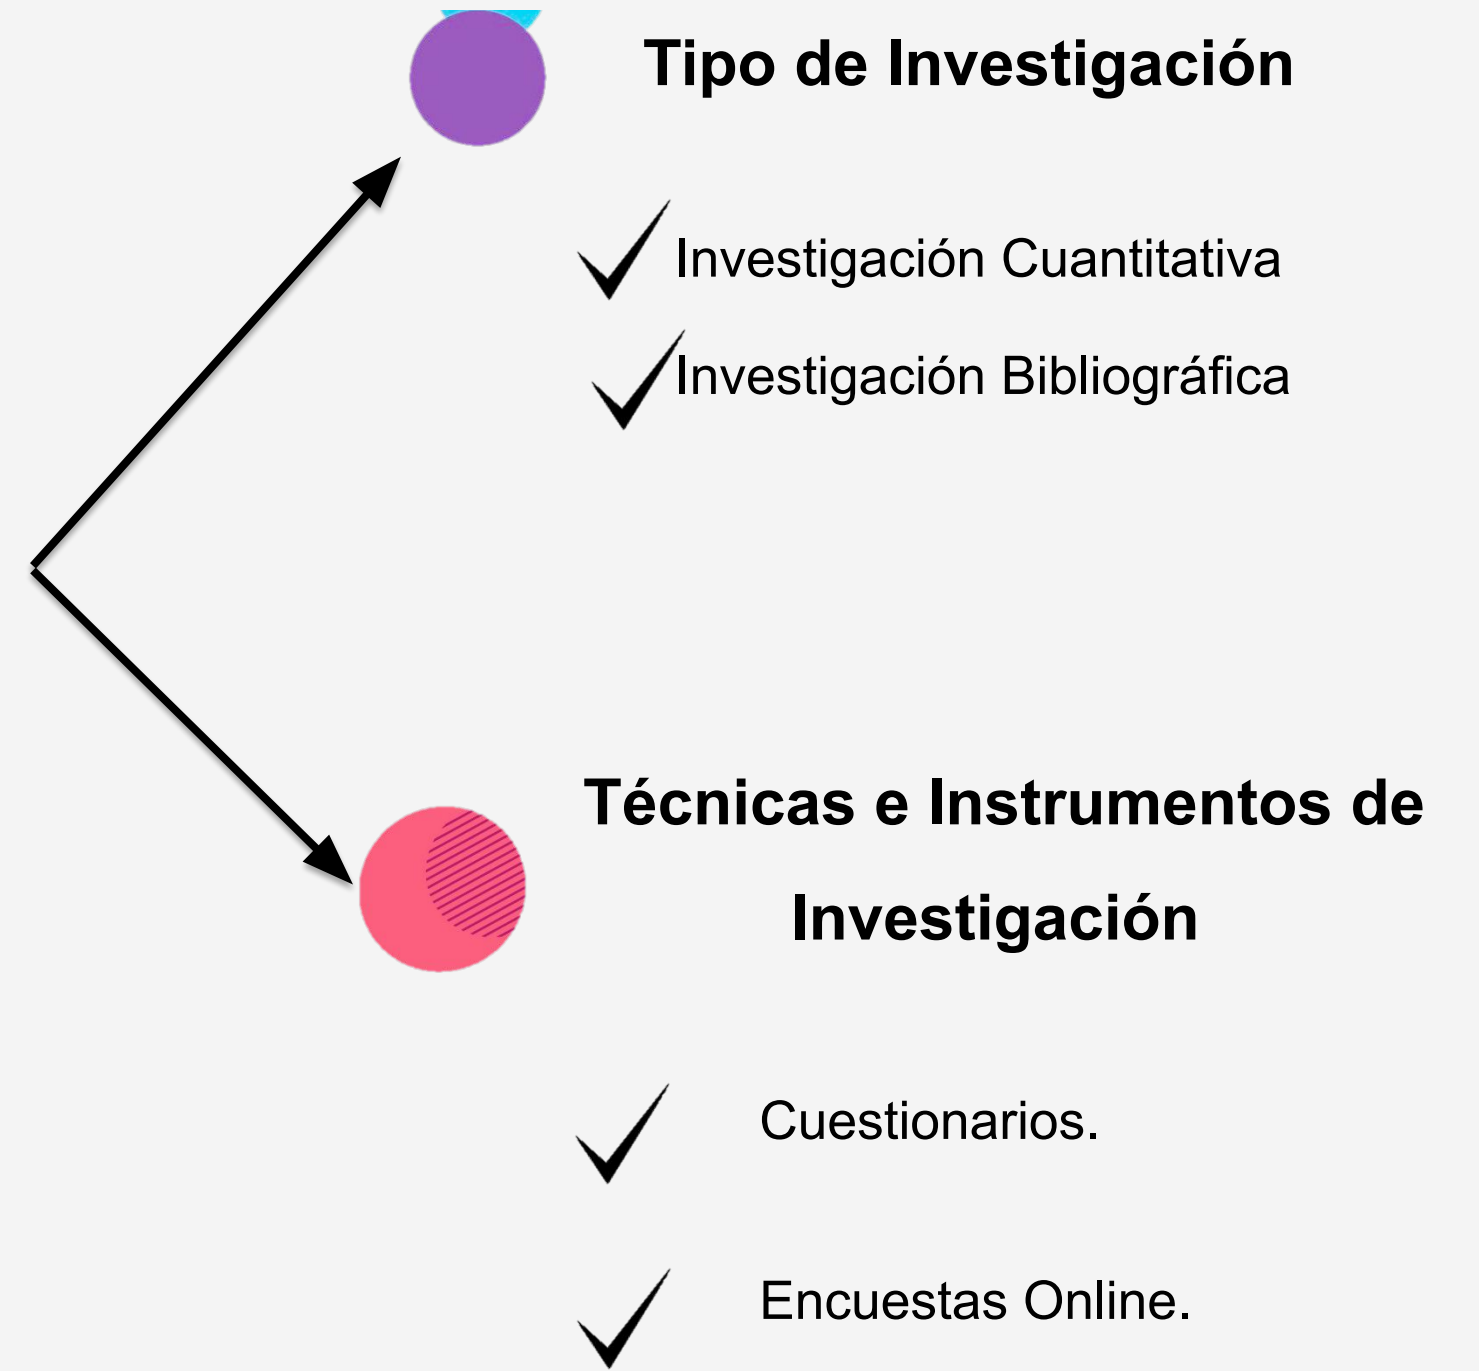 Tipo de Investigación
Investigación Cuantitativa
Investigación Bibliográfica
Técnicas e Instrumentos de
Investigación
Cuestionarios.
Encuestas Online.